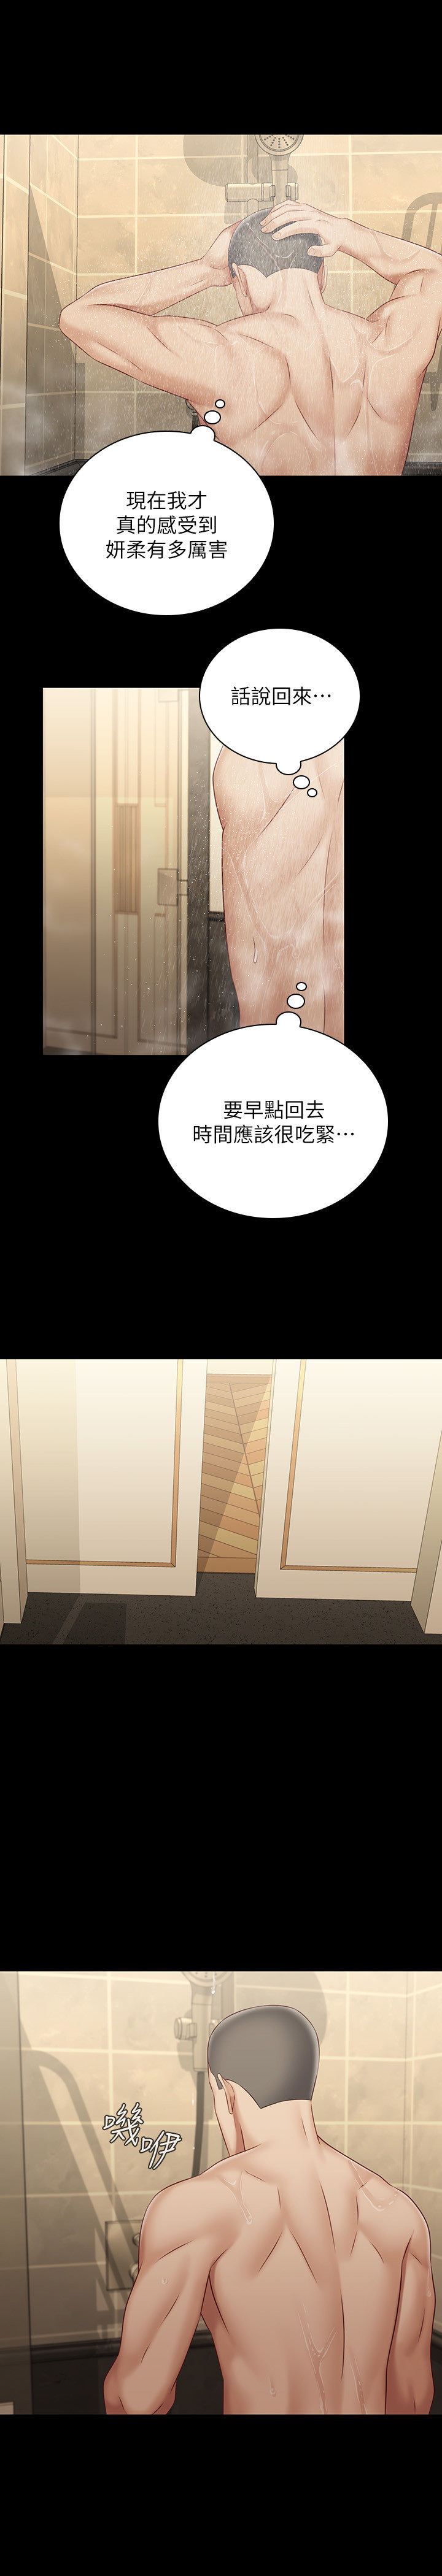 現在我才
真的感受到
妍柔有多厲害
話說回來⋯
要早點回去
時間應該很吃緊⋯
嘰咿